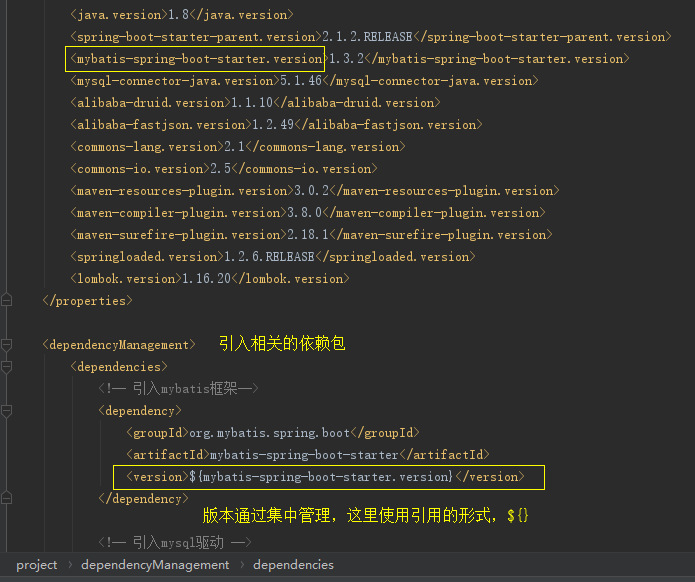 <java.version>1.8</java.version>
<spring-boot-starter-parent.version>2.1.2.RELEASE</spring-boot-starter-parent.version>
<mybatis-spring-boot-starter.version>1.3.2</mybatis-spring-boot-starter.version>
<mysql-connector-java.version>5.1.46</mysql-connector-java.version>
<alibaba-druid.version>1.1.10</alibaba-druid.version>
<alibaba-fastjson.version>1.2.49</alibaba-fastjson.version>
<commons-lang.version>2.1</commons-lang.version>
<commons-io.version>2.5</commons-io.version>
<maven-resources-plugin.version>3.0.2</maven-resources-plugin.version>
<maven-compiler-plugin.version>3.8.0</maven-compiler-plugin.version>
<maven-surefire-plugin.version>2.18.1</maven-surefire-plugin.version>
<springloaded.version>1.2.6.RELEASE</springloaded.version>
<lombok.version>1.16.20</lombok.version>
</properties>
<dependencyManagement> 引入相关的依赖包
<dependencies>
<!-- 引入mybatis框架-->
<dependency>
<groupId>org.mybatis.spring.boot</groupId>
<artifactId>mybatis-spring-boot-starter</artifactId>
<version>${mybatis-spring-boot-starter.version}</version>
</dependency>
版本通过集中管理，这里使用引用的形式，${}
<!-- 引入mysql驱动 -->
project › dependencyManagement › dependencies